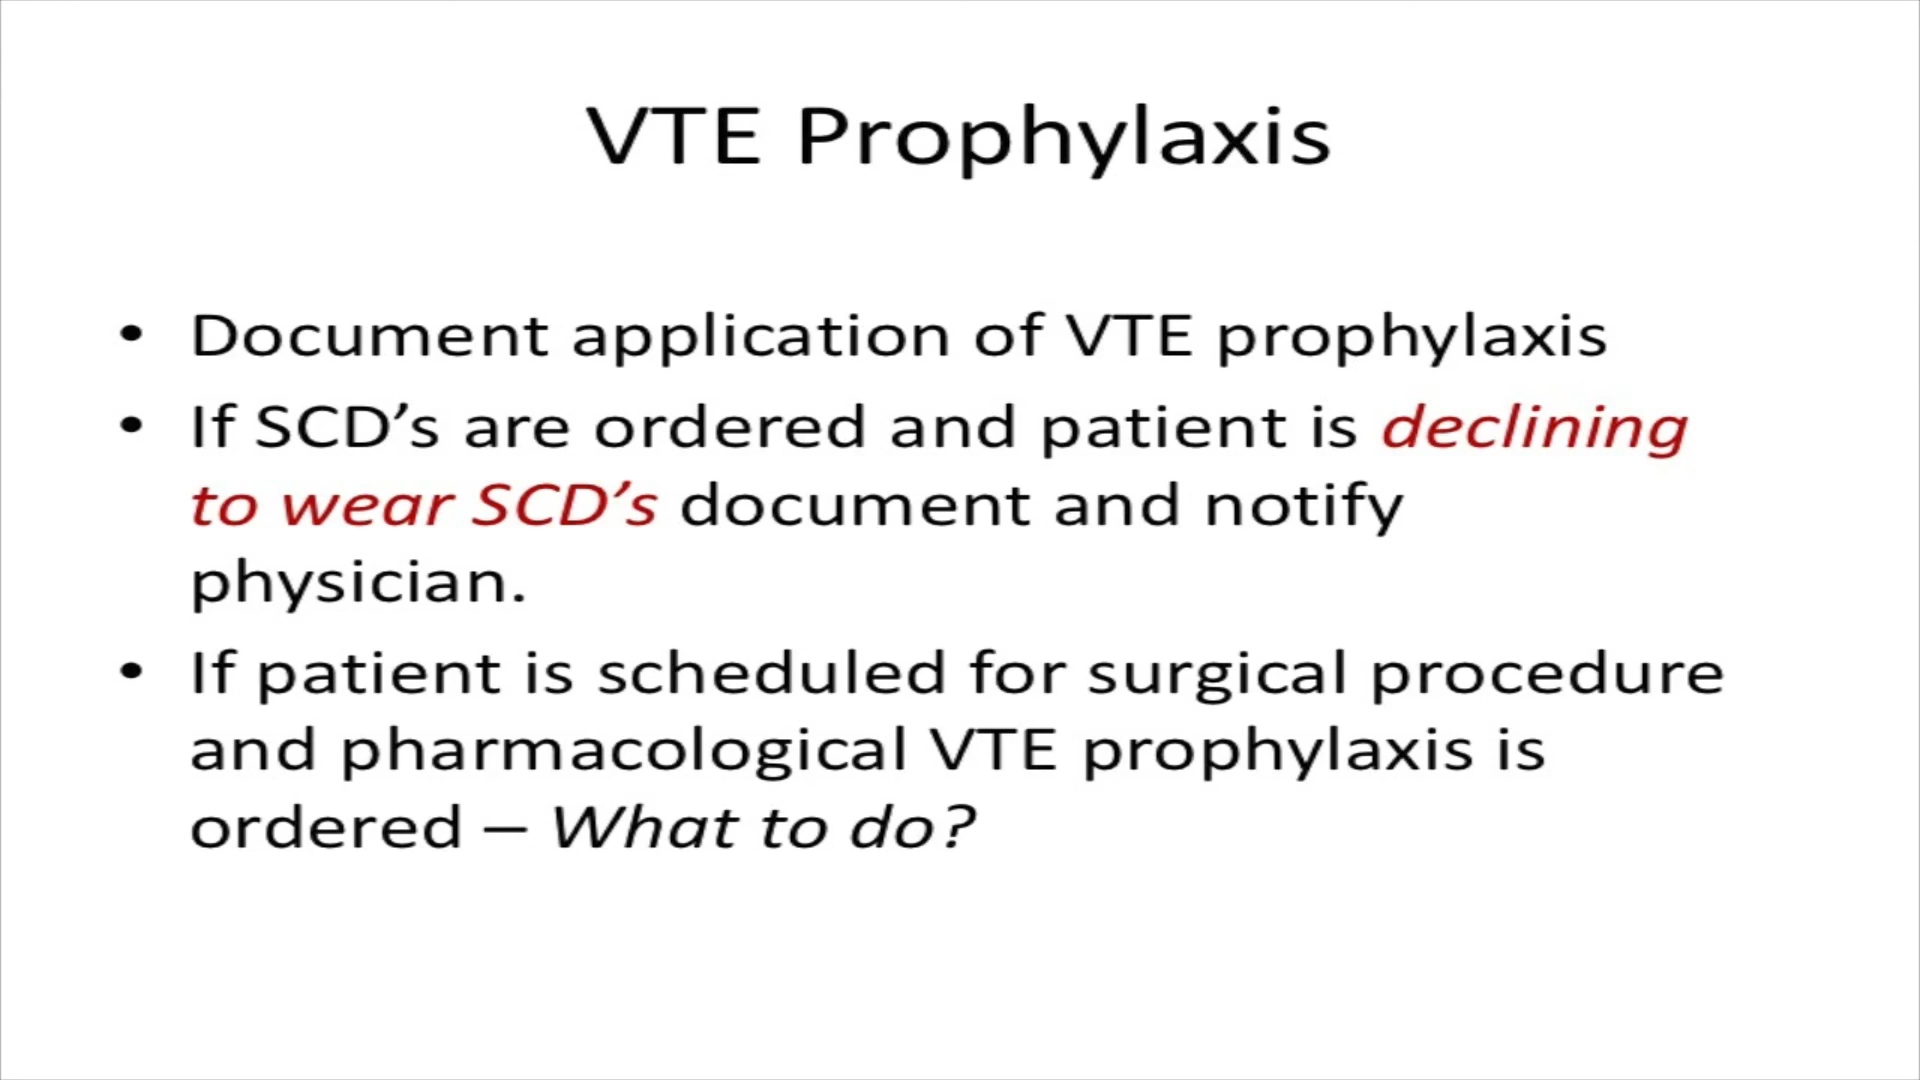 VTE Prophylaxis
• Document application of VTE prophylaxis
• If SCD’s are ordered and patient is declining
to wear SCD’s document and notify
physician.
• If patient is scheduled for surgical procedure
and pharmacological VTE prophylaxis is
ordered – What to do?